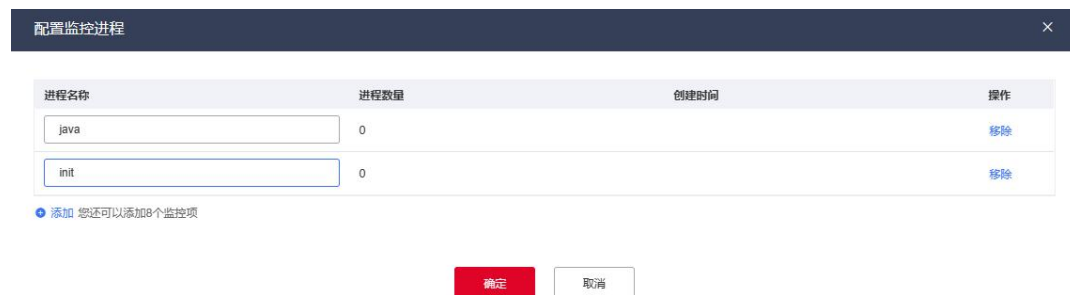 配置监控进程
进程名称 进程数量 创建时间 操作
java 0 移除
init 0 移除
添加 您还可以添加8个监控项
确定 取消